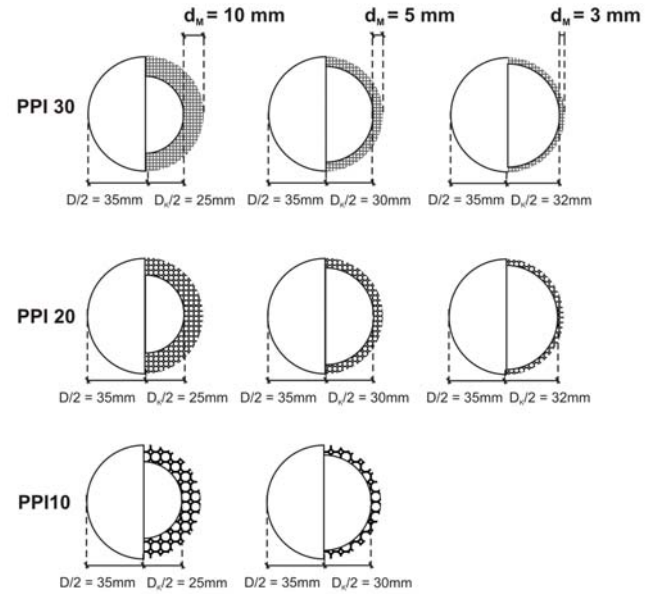 d_M = 10 mm d_M = 5 mm d_M = 3 mm
PPI 30
D/2 = 35mm D_K/2 = 25mm D/2 = 35mm D_K/2 = 30mm D/2 = 35mm D_K/2 = 32mm
PPI 20
D/2 = 35mm D_K/2 = 25mm D/2 = 35mm D_K/2 = 30mm D/2 = 35mm D_K/2 = 32mm
PPI10
D/2 = 35mm D_K/2 = 25mm D/2 = 35mm D_K/2 = 30mm